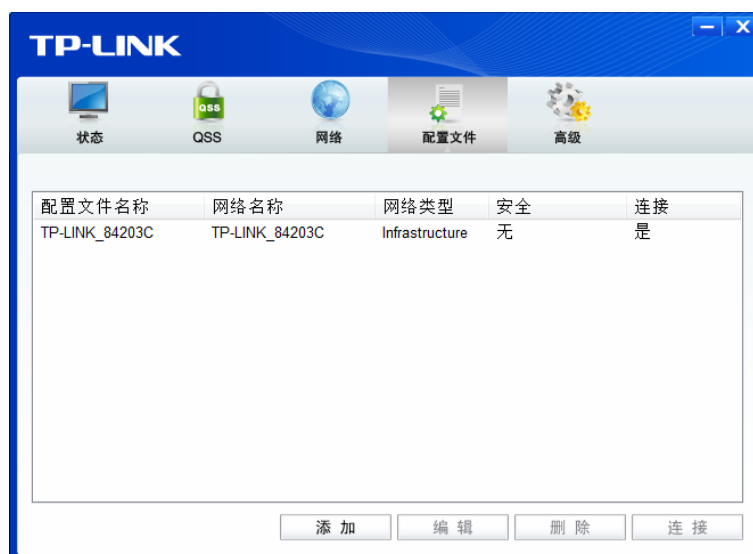 TP-LINK
QSS
状态 QSS 网络 配置文件 高级
配置文件名称 网络名称 网络类型 安全 连接
TP-LINK_84203C TP-LINK_84203C Infrastructure 无 是
添加 编辑 删除 连接